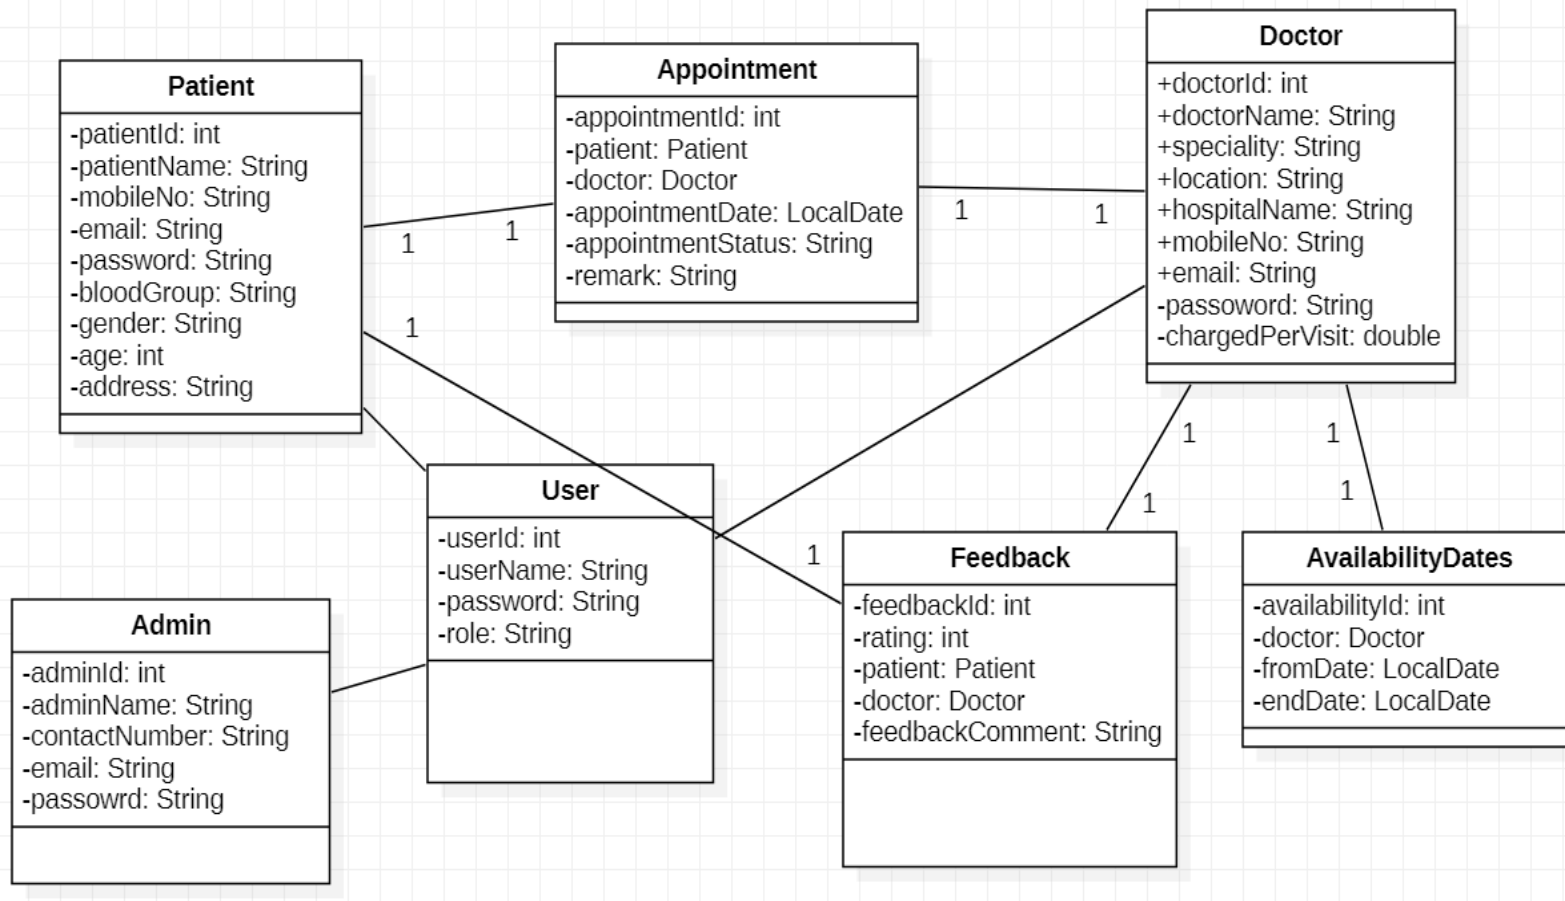 Patient
-patientId: int
-patientName: String
-mobileNo: String
-email: String
-password: String
-bloodGroup: String
-gender: String
-age: int
-address: String
1
1
1
Appointment
-appointmentId: int
-patient: Patient
-doctor: Doctor
-appointmentDate: LocalDate
-appointmentStatus: String
-remark: String
1
1
Doctor
+doctorId: int
+doctorName: String
+speciality: String
+location: String
+hospitalName: String
+mobileNo: String
+email: String
-passoword: String
-chargedPerVisit: double
1
1
1
1
User
-userId: int
-userName: String
-password: String
-role: String
1
Admin
-adminId: int
-adminName: String
-contactNumber: String
-email: String
-passowrd: String
Feedback
-feedbackId: int
-rating: int
-patient: Patient
-doctor: Doctor
-feedbackComment: String
AvailabilityDates
-availabilityId: int
-doctor: Doctor
-fromDate: LocalDate
-endDate: LocalDate